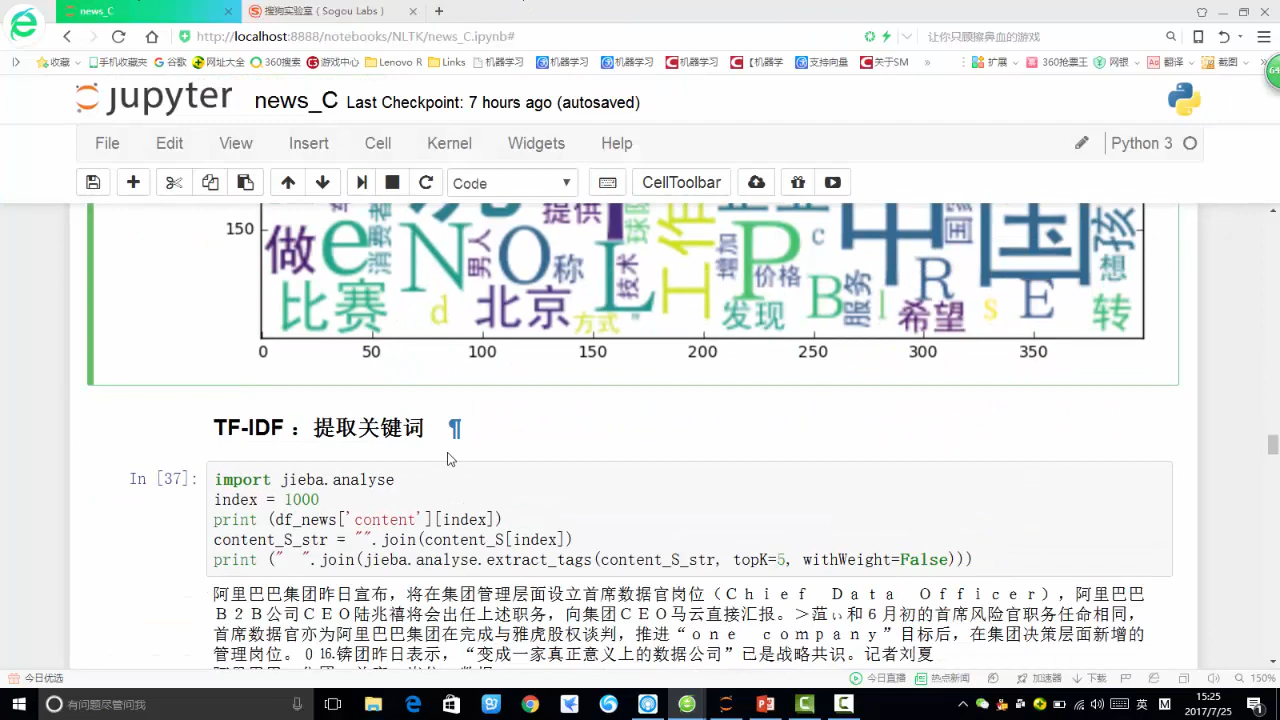 news_C
搜狗实验室（Sogou Labs）
http://localhost:8888/notebooks/NLTK/news_C.ipynb#
让你只顾擦鼻血的游戏
收藏 手机收藏夹 谷歌 网址大全 360搜索 游戏中心 Lenovo R Links 机器学习 机器学习 机器学习 机器学习 【机器学 支持向量 关于SM » 扩展 360抢票王 网银 翻译 截图 »
jupyter news_C Last Checkpoint: 7 hours ago (autosaved)
File Edit View Insert Cell Kernel Widgets Help Python 3
Code CellToolbar
提供 工作 中国
150 做 e 消费者 N 男人 O 称 技术 L 增加 P 价格 c 服务 国际 R 孩 想
比赛 d 北京 方式 发现 B l 希望 s E 转
0 50 100 150 200 250 300 350
TF-IDF ：提取关键词 ¶
In [37]: import jieba.analyse
index = 1000
print (df_news['content'][index])
content_S_str = "".join(content_S[index])
print ("  ".join(jieba.analyse.extract_tags(content_S_str, topK=5, withWeight=False)))
阿里巴巴集团昨日宣布，将在集团管理层面设立首席数据官岗位（Ｃｈｉｅｆ　Ｄａｔａ　Ｏｆｆｉｃｅｒ），阿里巴巴
Ｂ２Ｂ公司ＣＥＯ陆兆禧将会出任上述职务，向集团ＣＥＯ马云直接汇报。＞菹ぃ和６月初的首席风险官职务任命相同，
首席数据官亦为阿里巴巴集团在完成与雅虎股权谈判，推进“ｏｎｅ　ｃｏｍｐａｎｙ”目标后，在集团决策层面新增的
管理岗位。０⒗锛团昨日表示，“变成一家真正意义上的数据公司”已是战略共识。记者刘夏
今日优选 今日直播 热点新闻 加速器 下载 150%
有问题尽管问我 英 M 15:25
2017/7/25